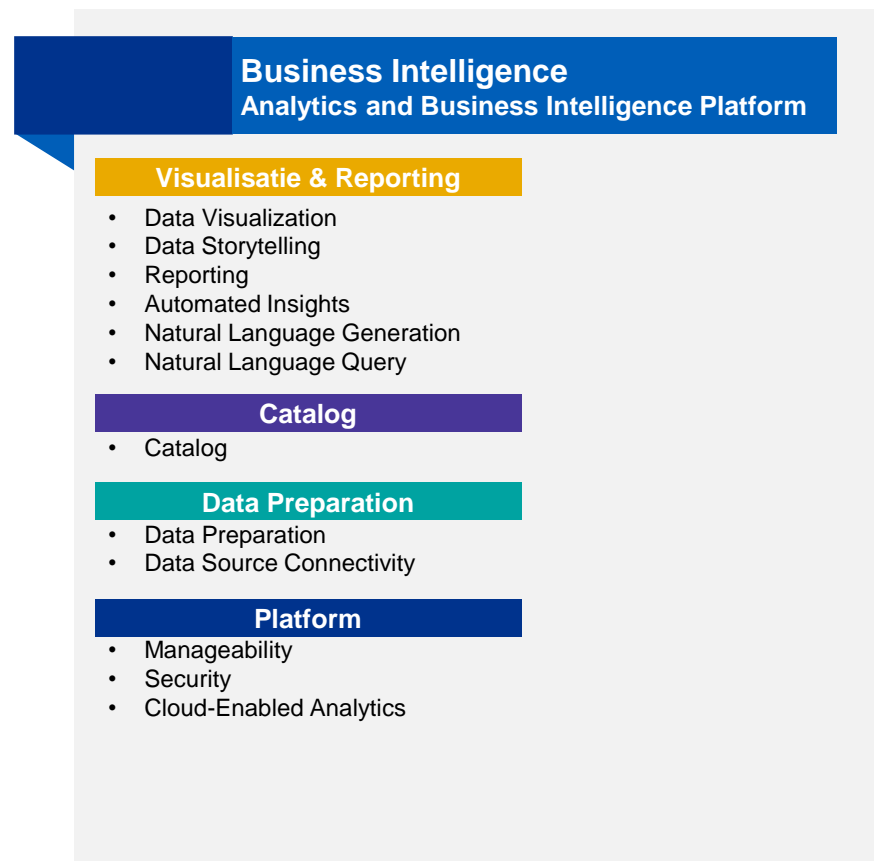 Business Intelligence
Analytics and Business Intelligence Platform
Visualisatie & Reporting
• Data Visualization
• Data Storytelling
• Reporting
• Automated Insights
• Natural Language Generation
• Natural Language Query
Catalog
• Catalog
Data Preparation
• Data Preparation
• Data Source Connectivity
Platform
• Manageability
• Security
• Cloud-Enabled Analytics